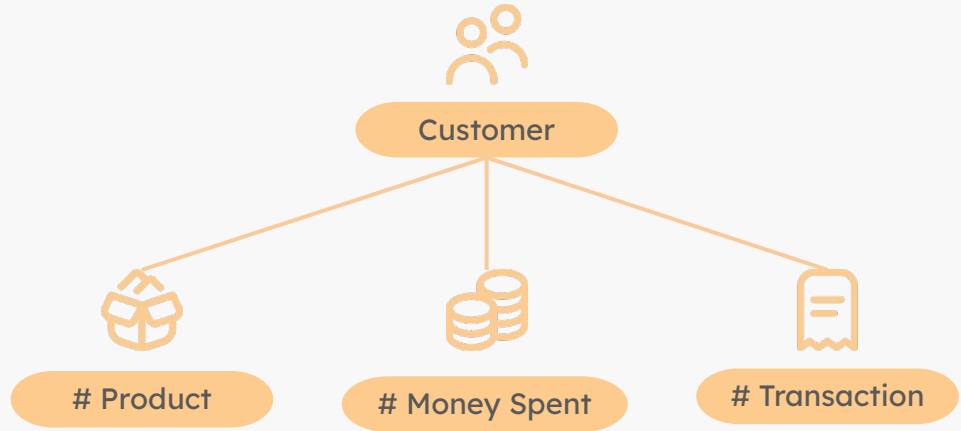 Customer
# Product
# Money Spent
# Transaction